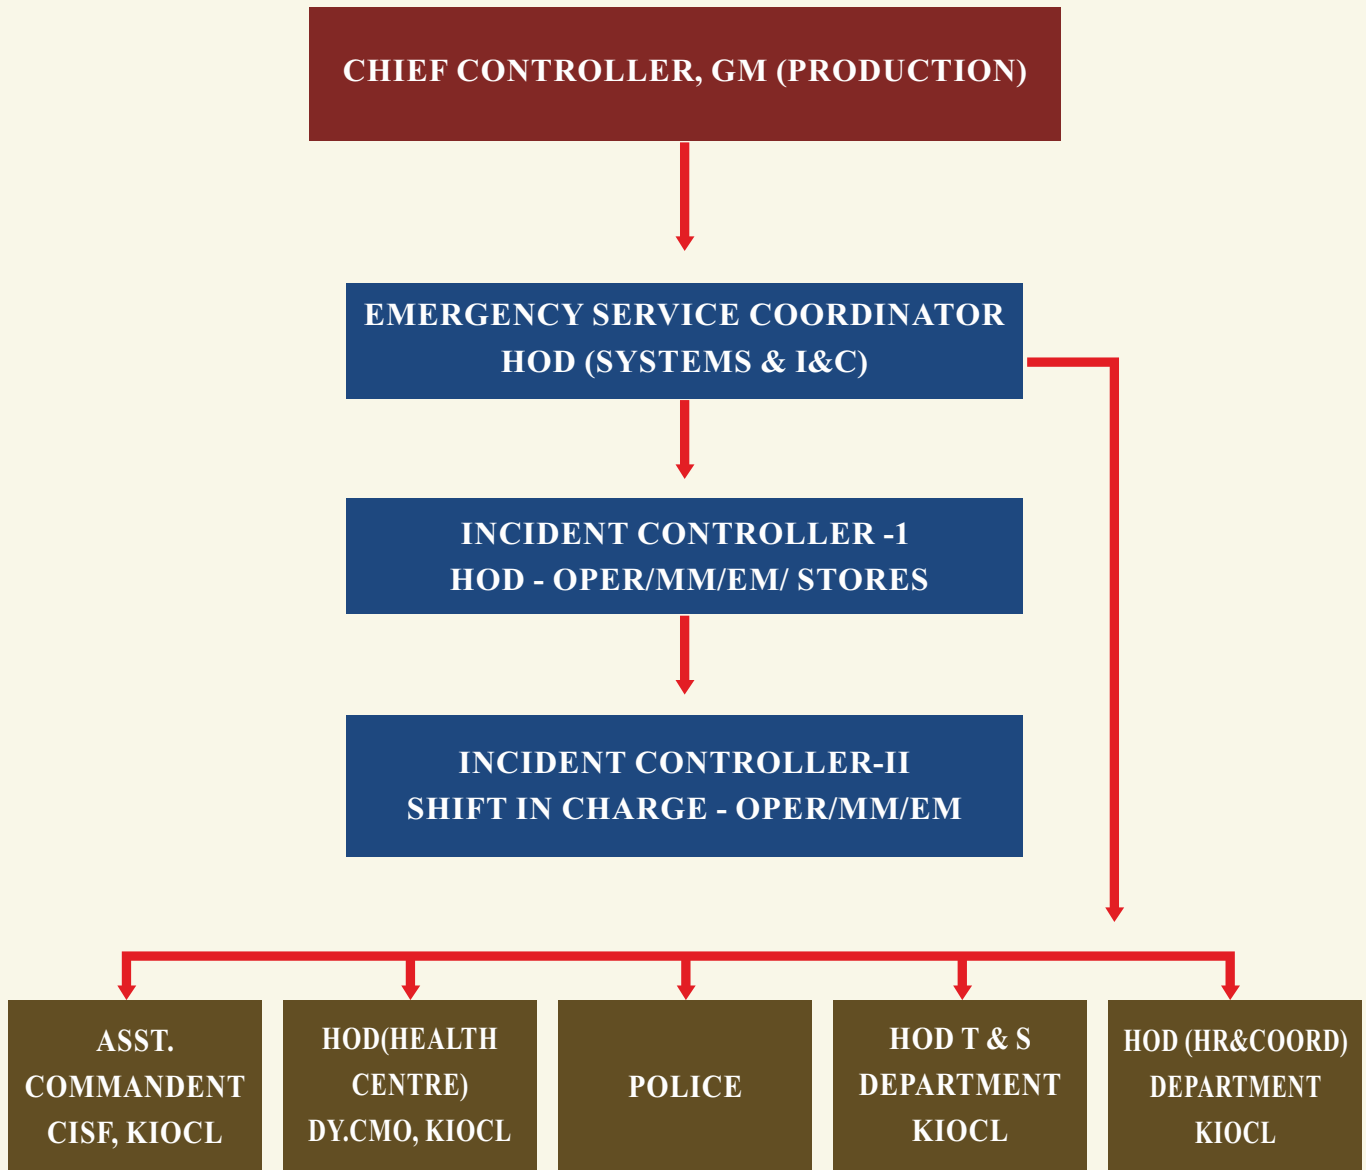 CHIEF CONTROLLER, GM (PRODUCTION)
EMERGENCY SERVICE COORDINATOR
HOD (SYSTEMS & I&C)
INCIDENT CONTROLLER -1
HOD - OPER/MM/EM/ STORES
INCIDENT CONTROLLER-II
SHIFT IN CHARGE - OPER/MM/EM
ASST.
COMMANDENT
CISF, KIOCL
HOD(HEALTH
CENTRE)
DY.CMO, KIOCL
POLICE
HOD T & S
DEPARTMENT
KIOCL
HOD (HR&COORD)
DEPARTMENT
KIOCL